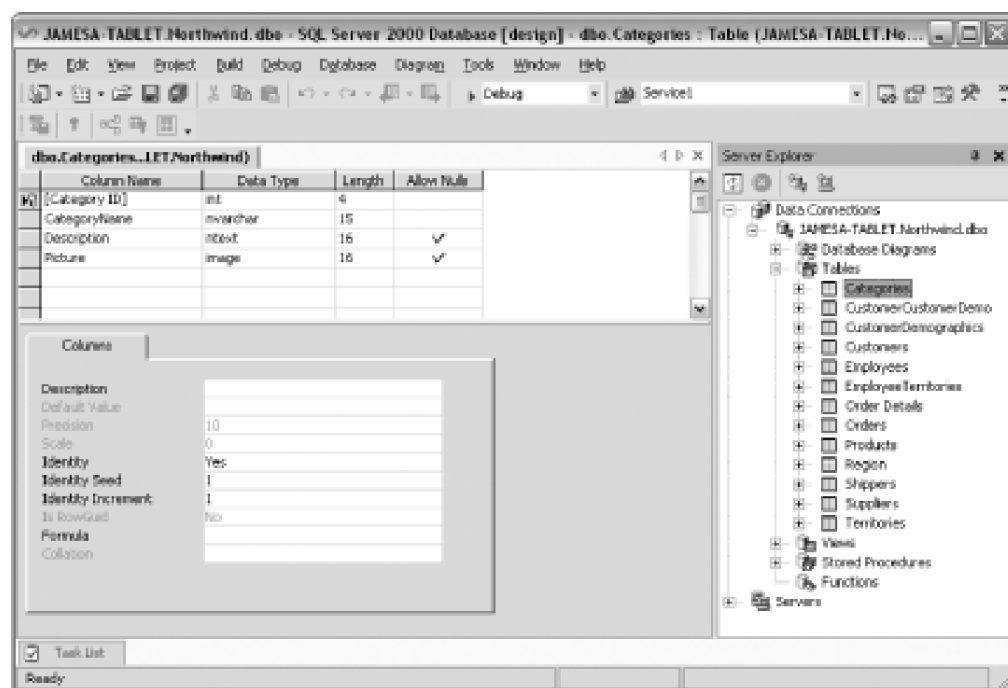 JAMESA-TABLET.Northwind.dbo - SQL Server 2000 Database [design] - dbo.Categories : Table (JAMESA-TABLET.No...
File Edit View Project Build Debug Database Diagram Tools Window Help
Debug Service1
dbo.Categories...LET.Northwind)
Column Name Data Type Length Allow Nulls
[Category ID] int 4
CategoryName nvarchar 15
Description ntext 16
Picture image 16
Columns
Description
Default Value
Precision 10
Scale 0
Identity Yes
Identity Seed 1
Identity Increment 1
Is RowGuid No
Formula
Collation
Server Explorer
Data Connections
JAMESA-TABLET.Northwind.dbo
Database Diagrams
Tables
Categories
CustomerCustomerDemo
CustomerDemographics
Customers
Employees
EmployeeTerritories
Order Details
Orders
Products
Region
Shippers
Suppliers
Territories
Views
Stored Procedures
Functions
Servers
Task List
Ready